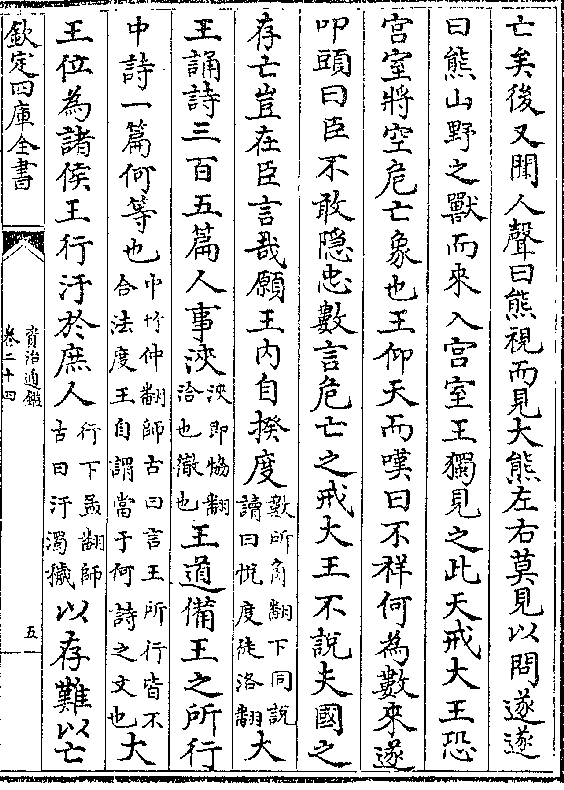 亡矣後又聞人聲曰熊視而見大熊左右莫見以問遂遂
曰熊山野之獸而來入宫室王獨見之此天戒大王恐
宫室將空危亡象也王仰天而嘆曰不祥何為數來遂
叩頭曰臣不敢隠忠數言危亡之戒大王不說夫國之
存亡豈在臣言哉願王内自揆度數所角翻下同說讀曰悅度徒洛翻大
王誦詩三百五篇人事浹浹即恊翻洽也徹也王道備王之所行
中詩一篇何等也中竹仲翻師古曰言王所行皆不合法度王自謂當于何詩之文也大
王位為諸侯王行汙於庶人行下孟翻師古曰汙濁穢以存難以亡
欽定四庫全書
資治通鑑
卷二十四
五